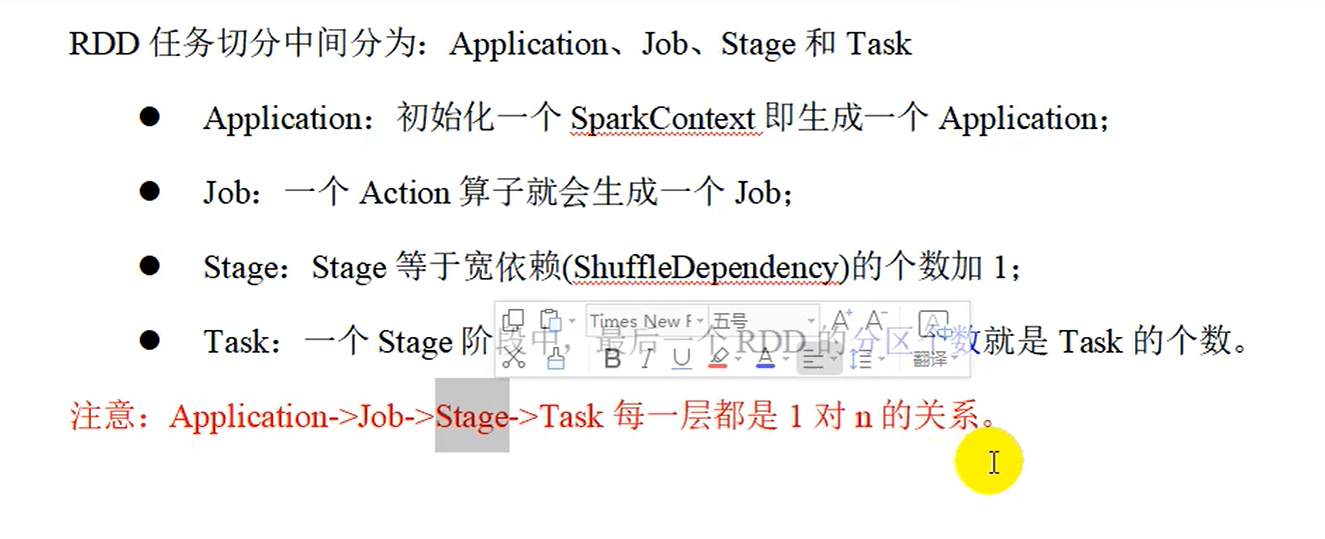 RDD 任务切分中间分为：Application、Job、Stage 和 Task
● Application：初始化一个 SparkContext 即生成一个 Application；
● Job：一个 Action 算子就会生成一个 Job；
● Stage：Stage 等于宽依赖(ShuffleDependency)的个数加 1；
Times New F 五号 A+ A- A
● Task：一个 Stage 阶段中，最后一个 RDD 的分区个数就是 Task 的个数。
B I U A 翻译
注意：Application->Job->Stage->Task 每一层都是 1 对 n 的关系。